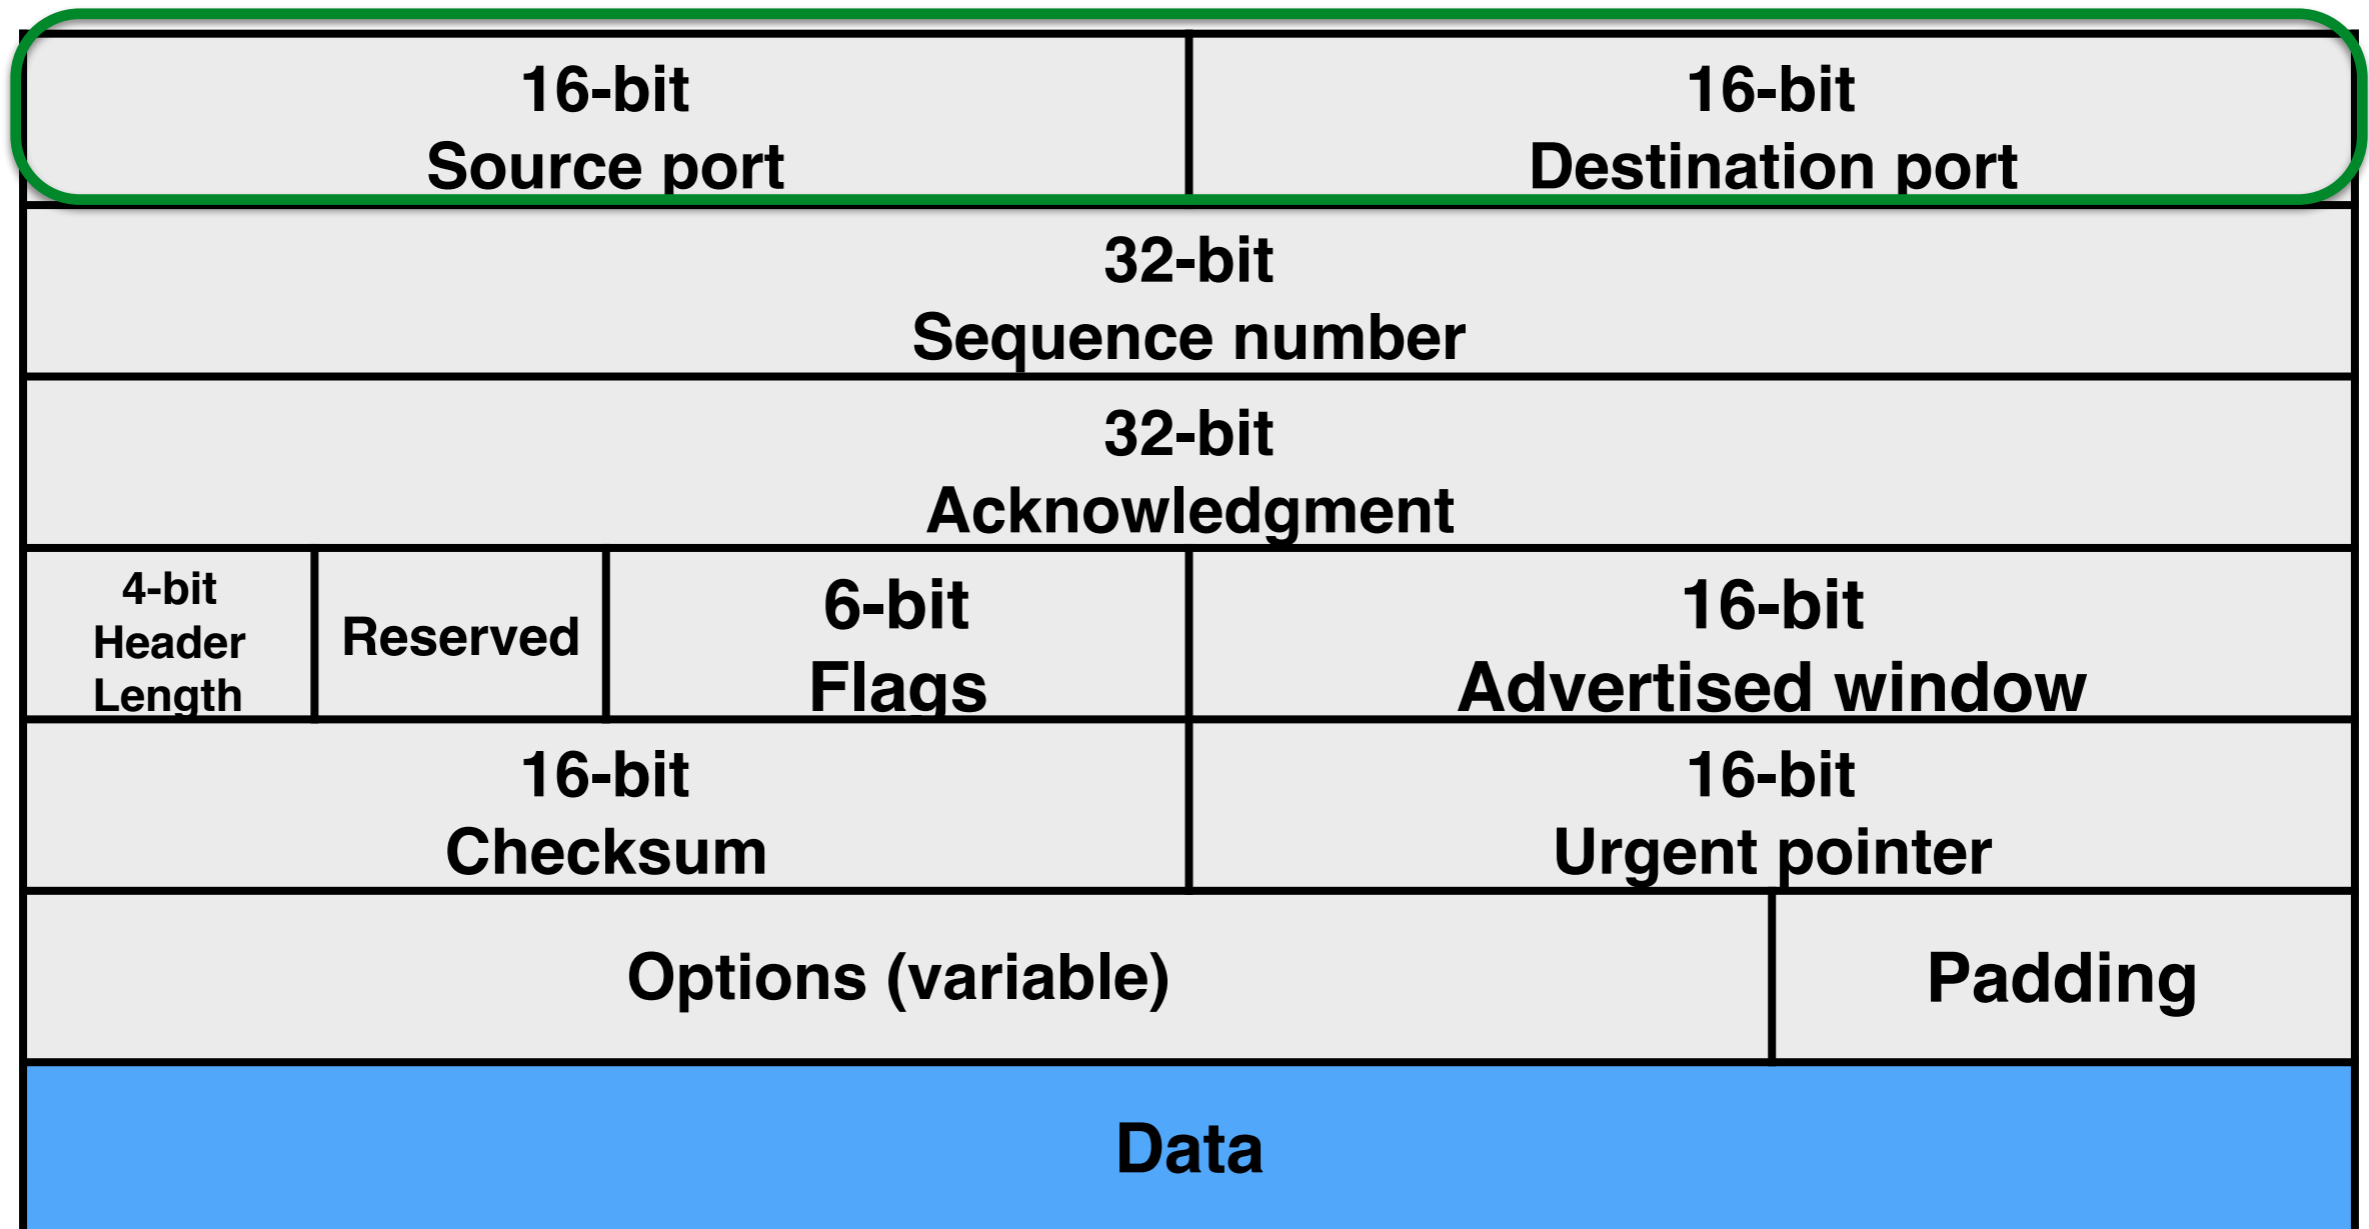 16-bit
Source port
16-bit
Destination port
32-bit
Sequence number
32-bit
Acknowledgment
4-bit
Header
Length
Reserved
6-bit
Flags
16-bit
Advertised window
16-bit
Checksum
16-bit
Urgent pointer
Options (variable)
Padding
Data